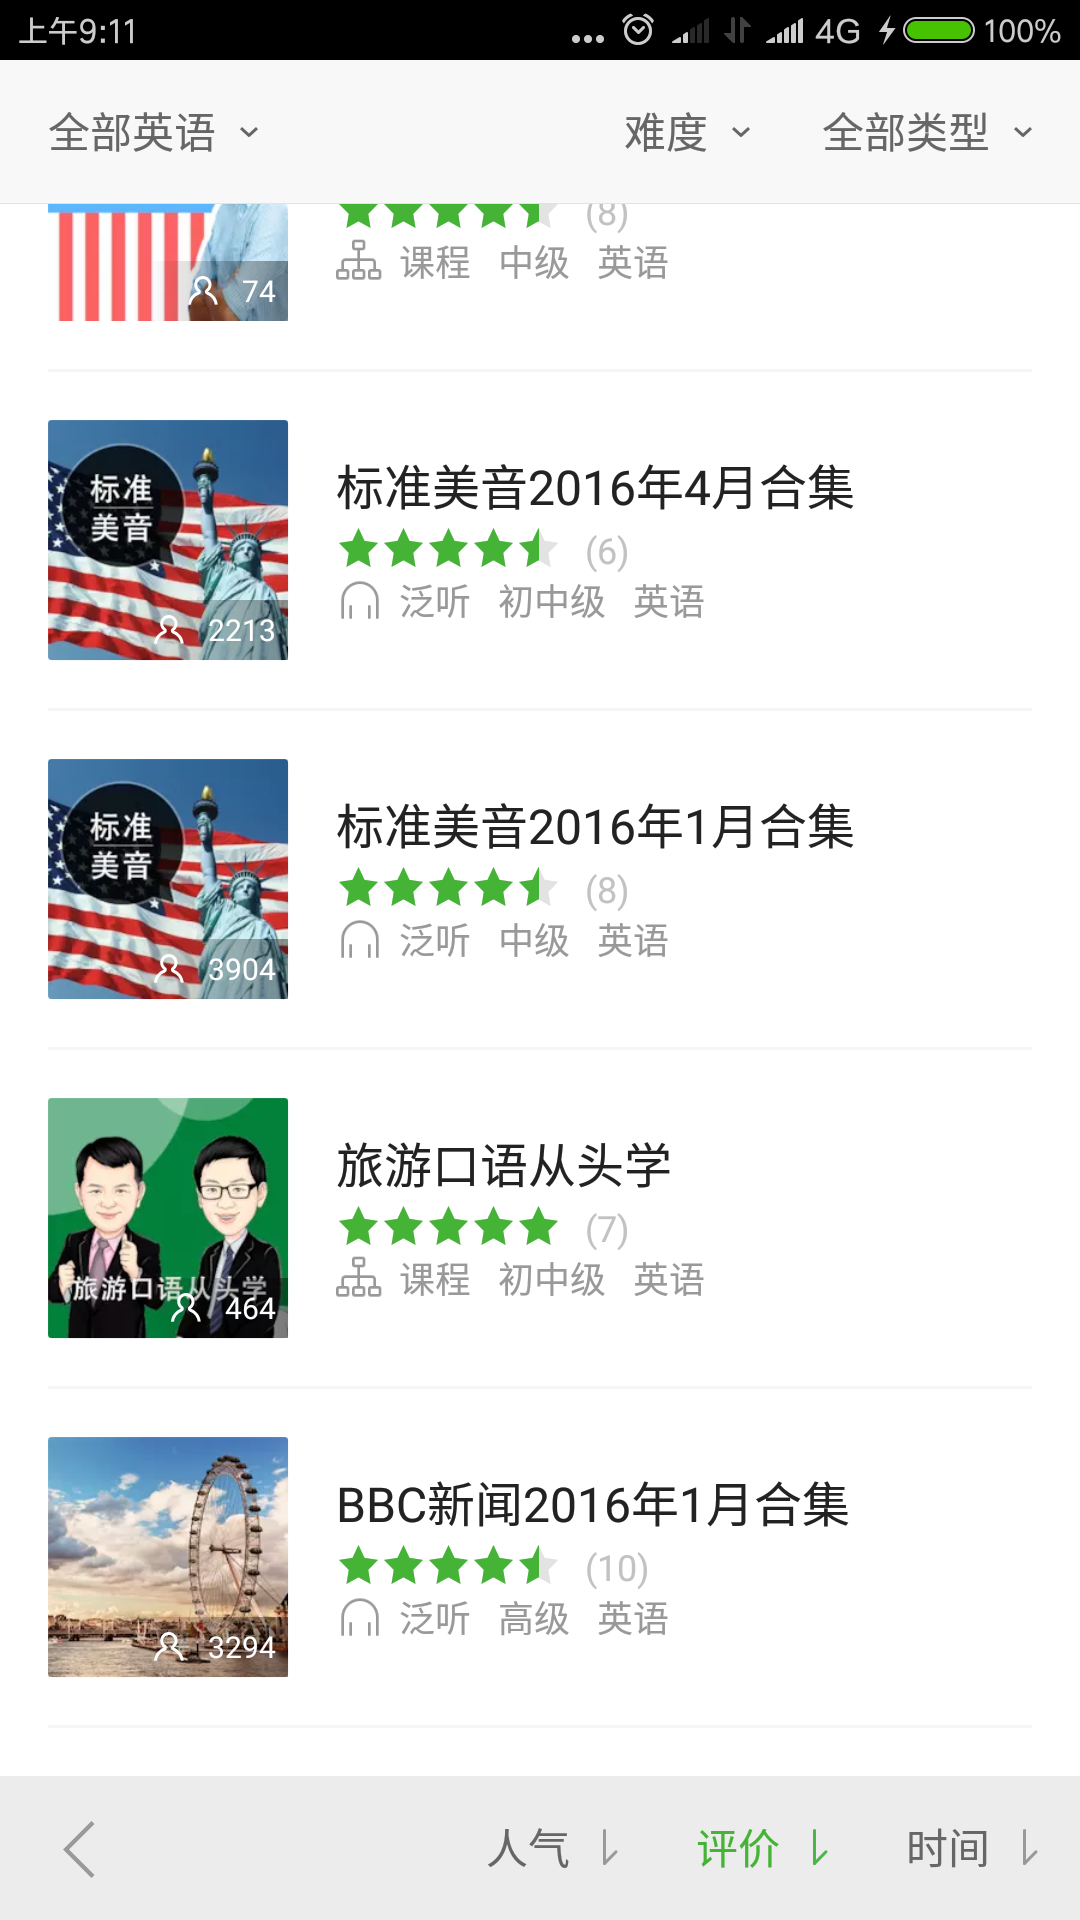 上午9:11 ... 4G 100%
全部英语 难度 全部类型
(8)
课程 中级 英语
74
标准
美音
2213
标准美音2016年4月合集
(6)
泛听 初中级 英语
标准
美音
3904
标准美音2016年1月合集
(8)
泛听 中级 英语
旅游口语从头学
464
旅游口语从头学
(7)
课程 初中级 英语
3294
BBC新闻2016年1月合集
(10)
泛听 高级 英语
人气 评价 时间